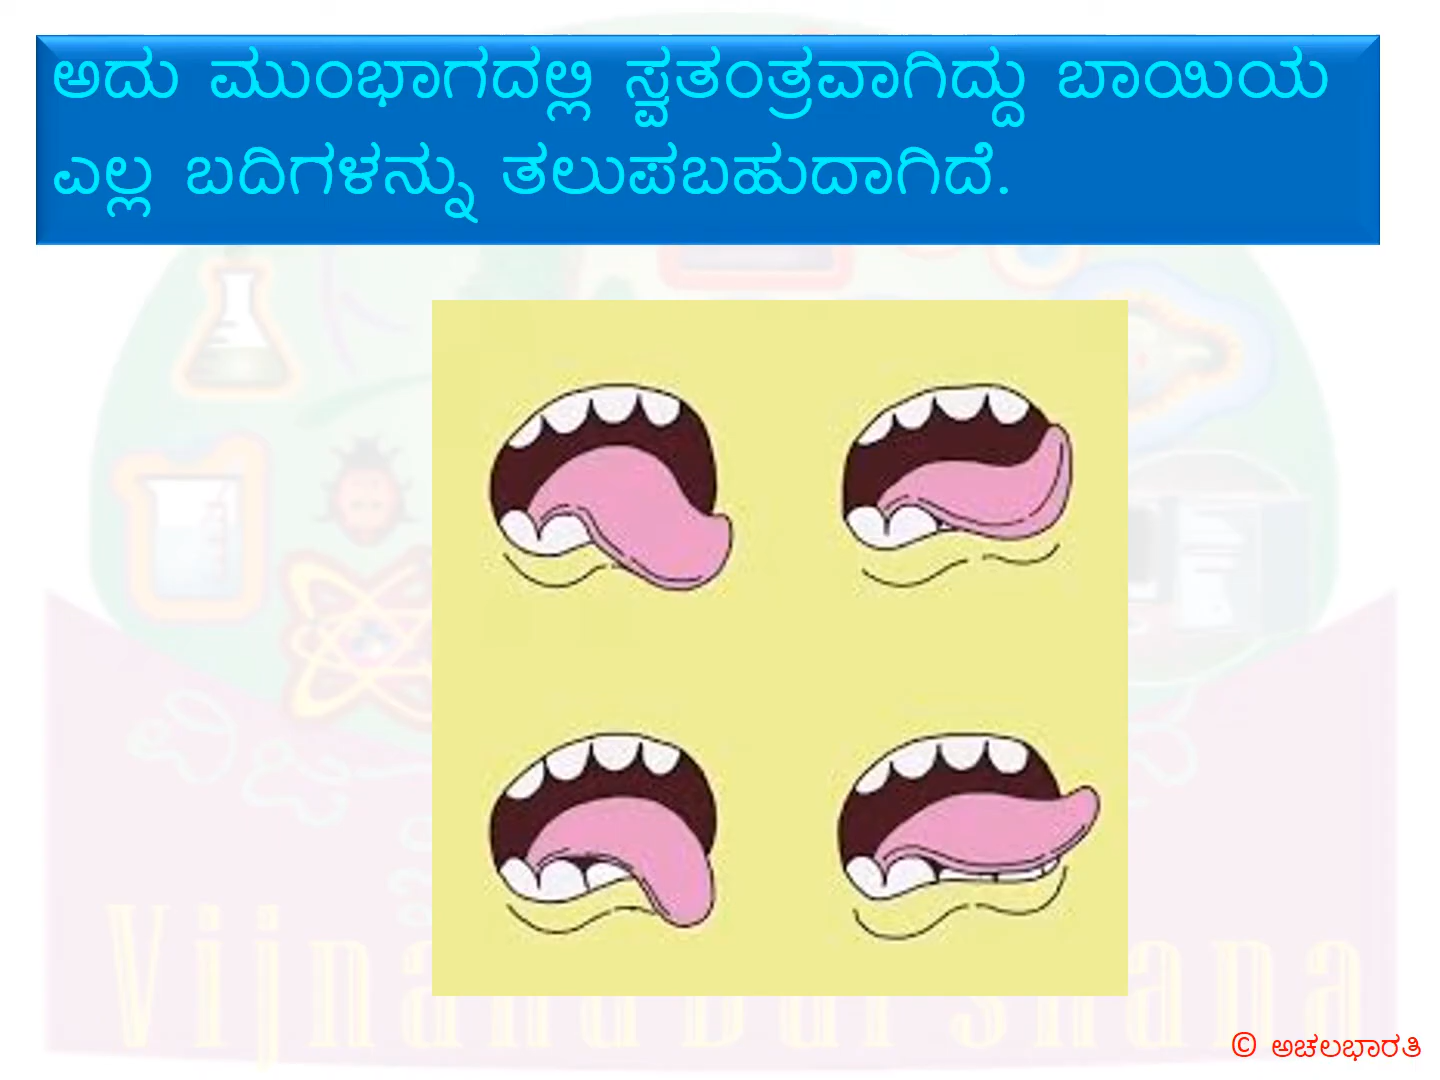 ಅದು ಮುಂಭಾಗದಲ್ಲಿ ಸ್ವತಂತ್ರವಾಗಿದ್ದು ಬಾಯಿಯ
ಎಲ್ಲ ಬದಿಗಳನ್ನು ತಲುಪಬಹುದಾಗಿದೆ.
© ಅಚಲಭಾರತಿ